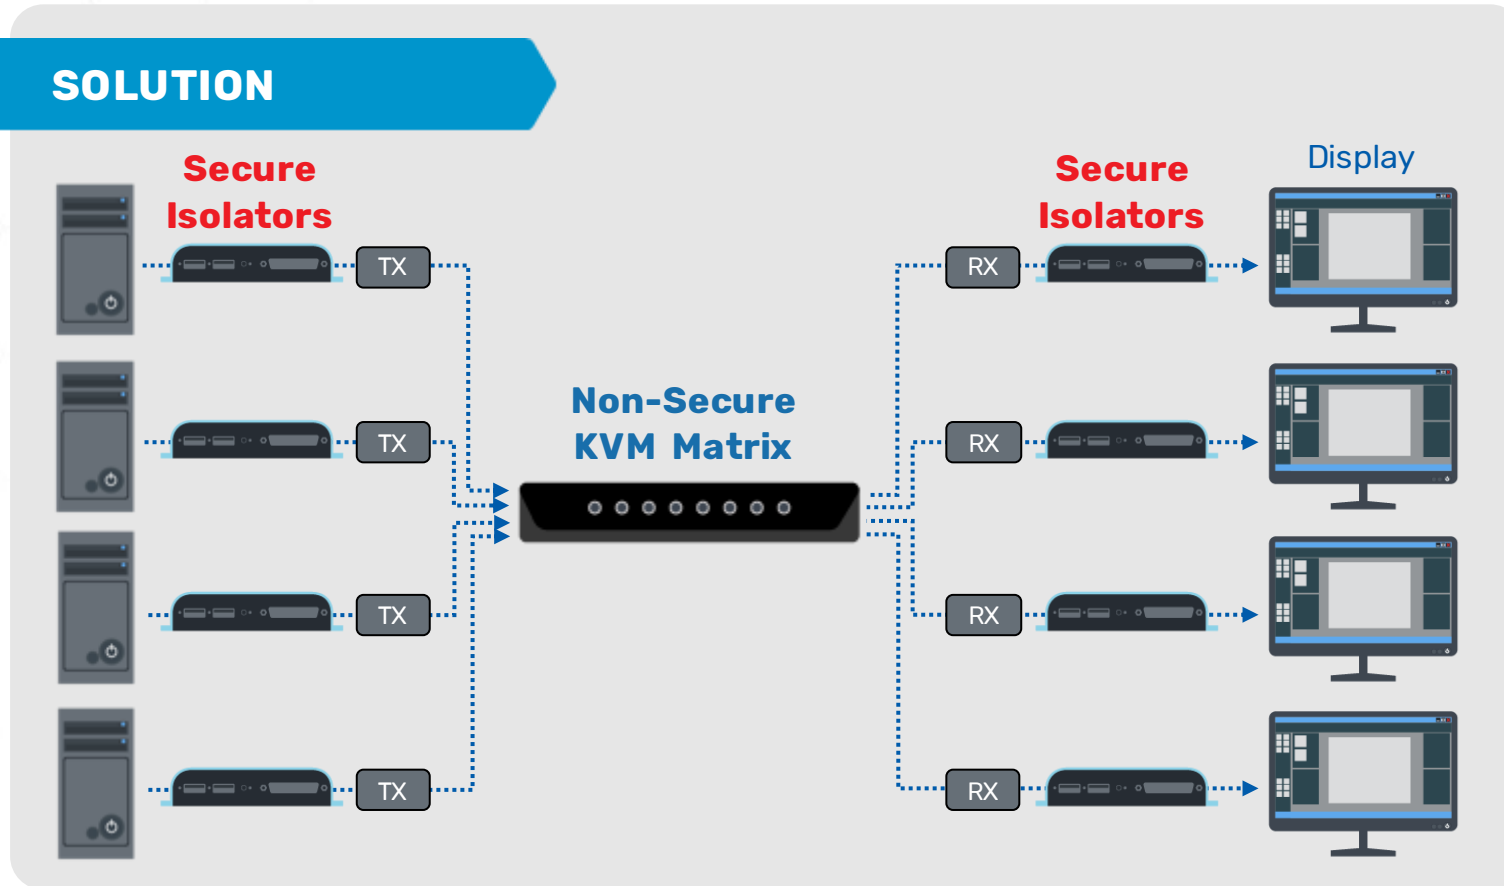 SOLUTION
Secure
Isolators
Secure
Isolators
Display
TX
RX
Non-Secure
KVM Matrix
TX
RX
TX
RX
TX
RX